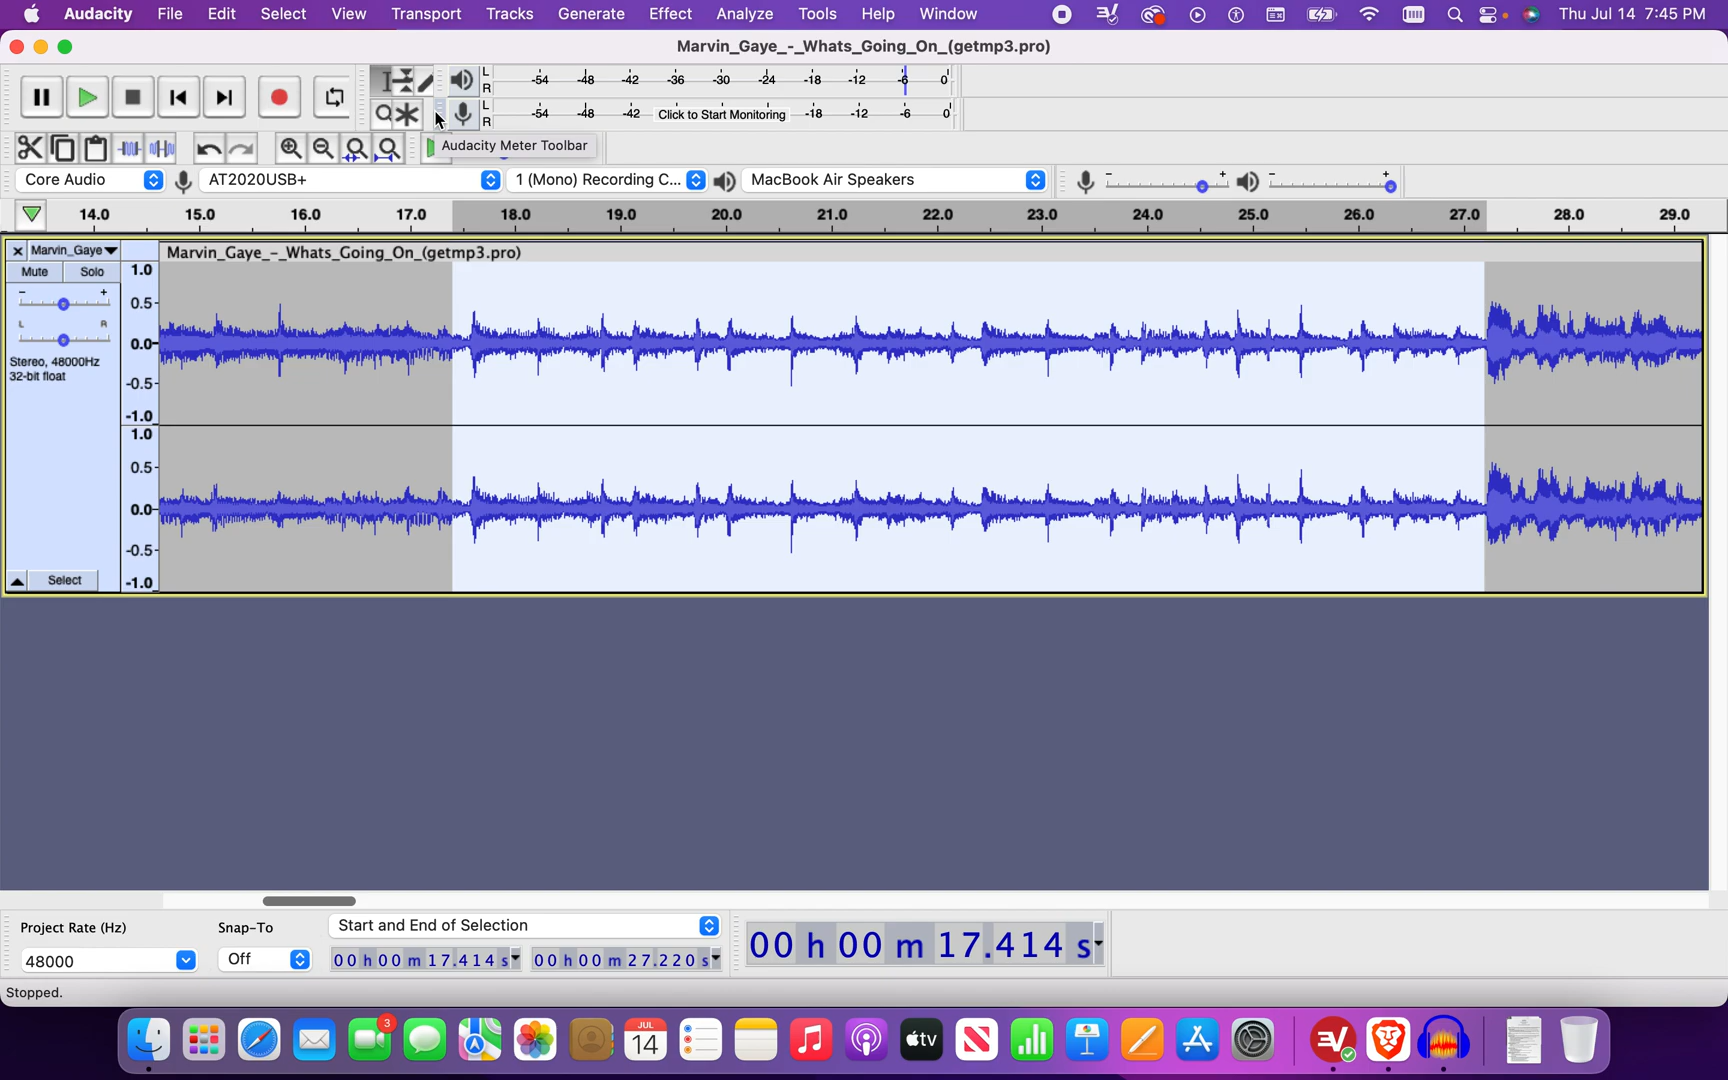 Audacity File Edit Select View Transport Tracks Generate Effect Analyze Tools Help Window Thu Jul 14 7:45 PM
Marvin_Gaye_-_Whats_Going_On_(getmp3.pro)
L R -54 -48 -42 -36 -30 -24 -18 -12 -6 0
L R -54 -48 -42 Click to Start Monitoring -18 -12 -6 0
Audacity Meter Toolbar
Core Audio AT2020USB+ 1 (Mono) Recording C... MacBook Air Speakers - + - +
14.0 15.0 16.0 17.0 18.0 19.0 20.0 21.0 22.0 23.0 24.0 25.0 26.0 27.0 28.0 29.0
Marvin_Gaye Marvin_Gaye_-_Whats_Going_On_(getmp3.pro)
Mute Solo 1.0
- + 0.5
L R
0.0
Stereo, 48000Hz
32-bit float
-0.5
-1.0
1.0
0.5
0.0
-0.5
Select -1.0
Project Rate (Hz) Snap-To Start and End of Selection
48000 Off 00 h 00 m 17.414 s 00 h 00 m 27.220 s 00 h 00 m 17.414 s
Stopped.
3
JUL
14
tv